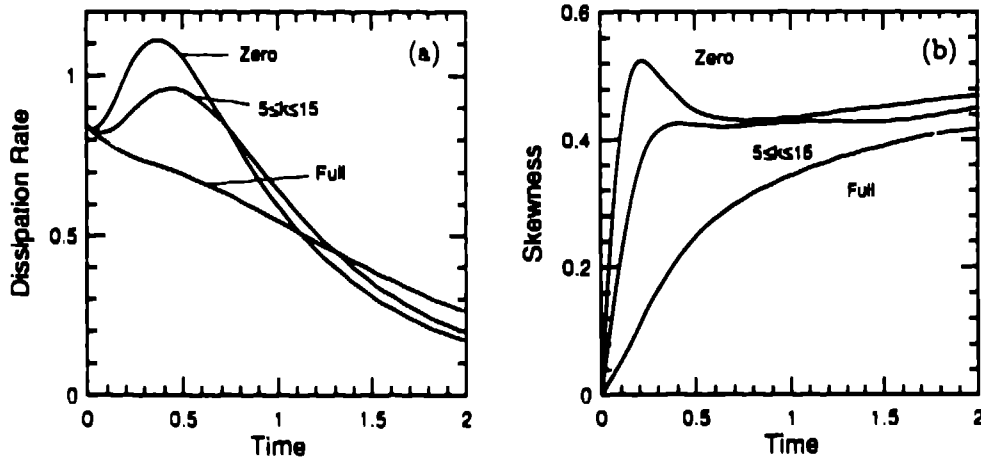 (a)
Zero
5≤k≤15
Full
Dissipation Rate
1
0.5
0
0 0.5 1 1.5 2
Time
(b)
Zero
5≤k≤15
Full
Skewness
0.6
0.4
0.2
0
0 0.5 1 1.5 2
Time